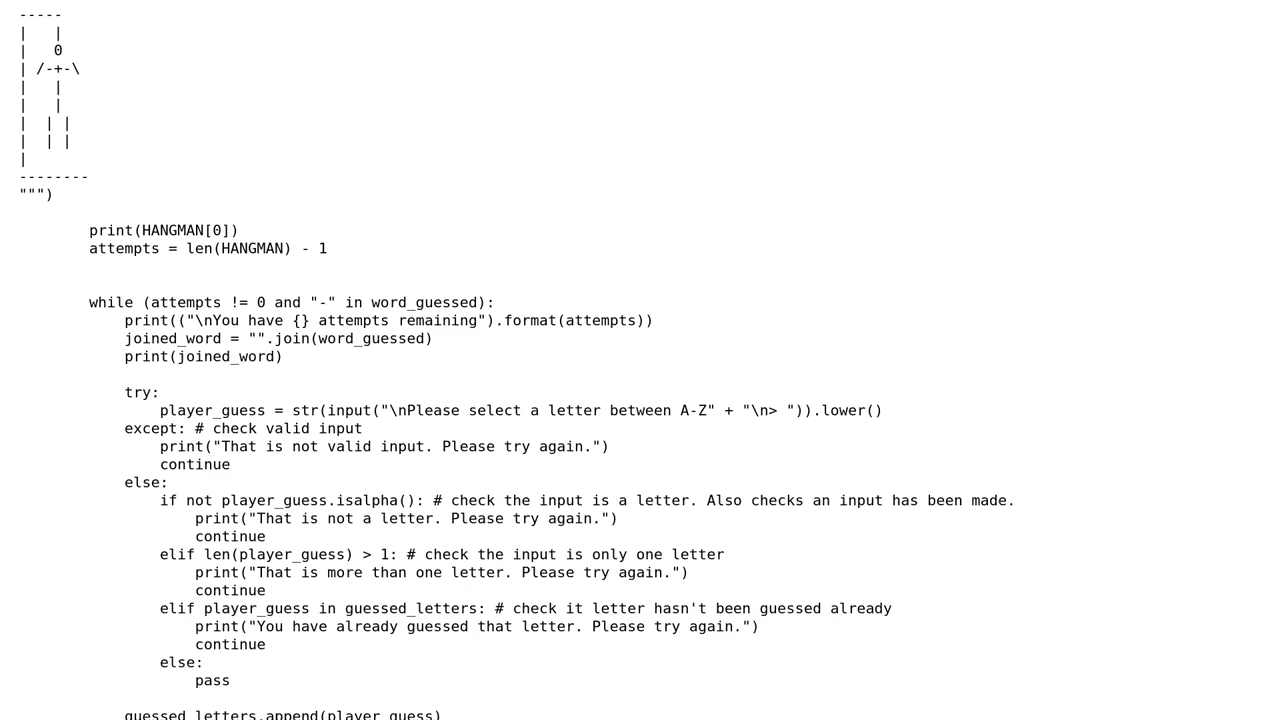 -----
|   |
|   0
| /-+-\
|   |
|   |
|  | |
|  | |
|
--------
""")

        print(HANGMAN[0])
        attempts = len(HANGMAN) - 1


        while (attempts != 0 and "-" in word_guessed):
            print(("\nYou have {} attempts remaining").format(attempts))
            joined_word = "".join(word_guessed)
            print(joined_word)

            try:
                player_guess = str(input("\nPlease select a letter between A-Z" + "\n> ")).lower()
            except: # check valid input
                print("That is not valid input. Please try again.")
                continue
            else:
                if not player_guess.isalpha(): # check the input is a letter. Also checks an input has been made.
                    print("That is not a letter. Please try again.")
                    continue
                elif len(player_guess) > 1: # check the input is only one letter
                    print("That is more than one letter. Please try again.")
                    continue
                elif player_guess in guessed_letters: # check it letter hasn't been guessed already
                    print("You have already guessed that letter. Please try again.")
                    continue
                else:
                    pass

            guessed_letters.append(player_guess)